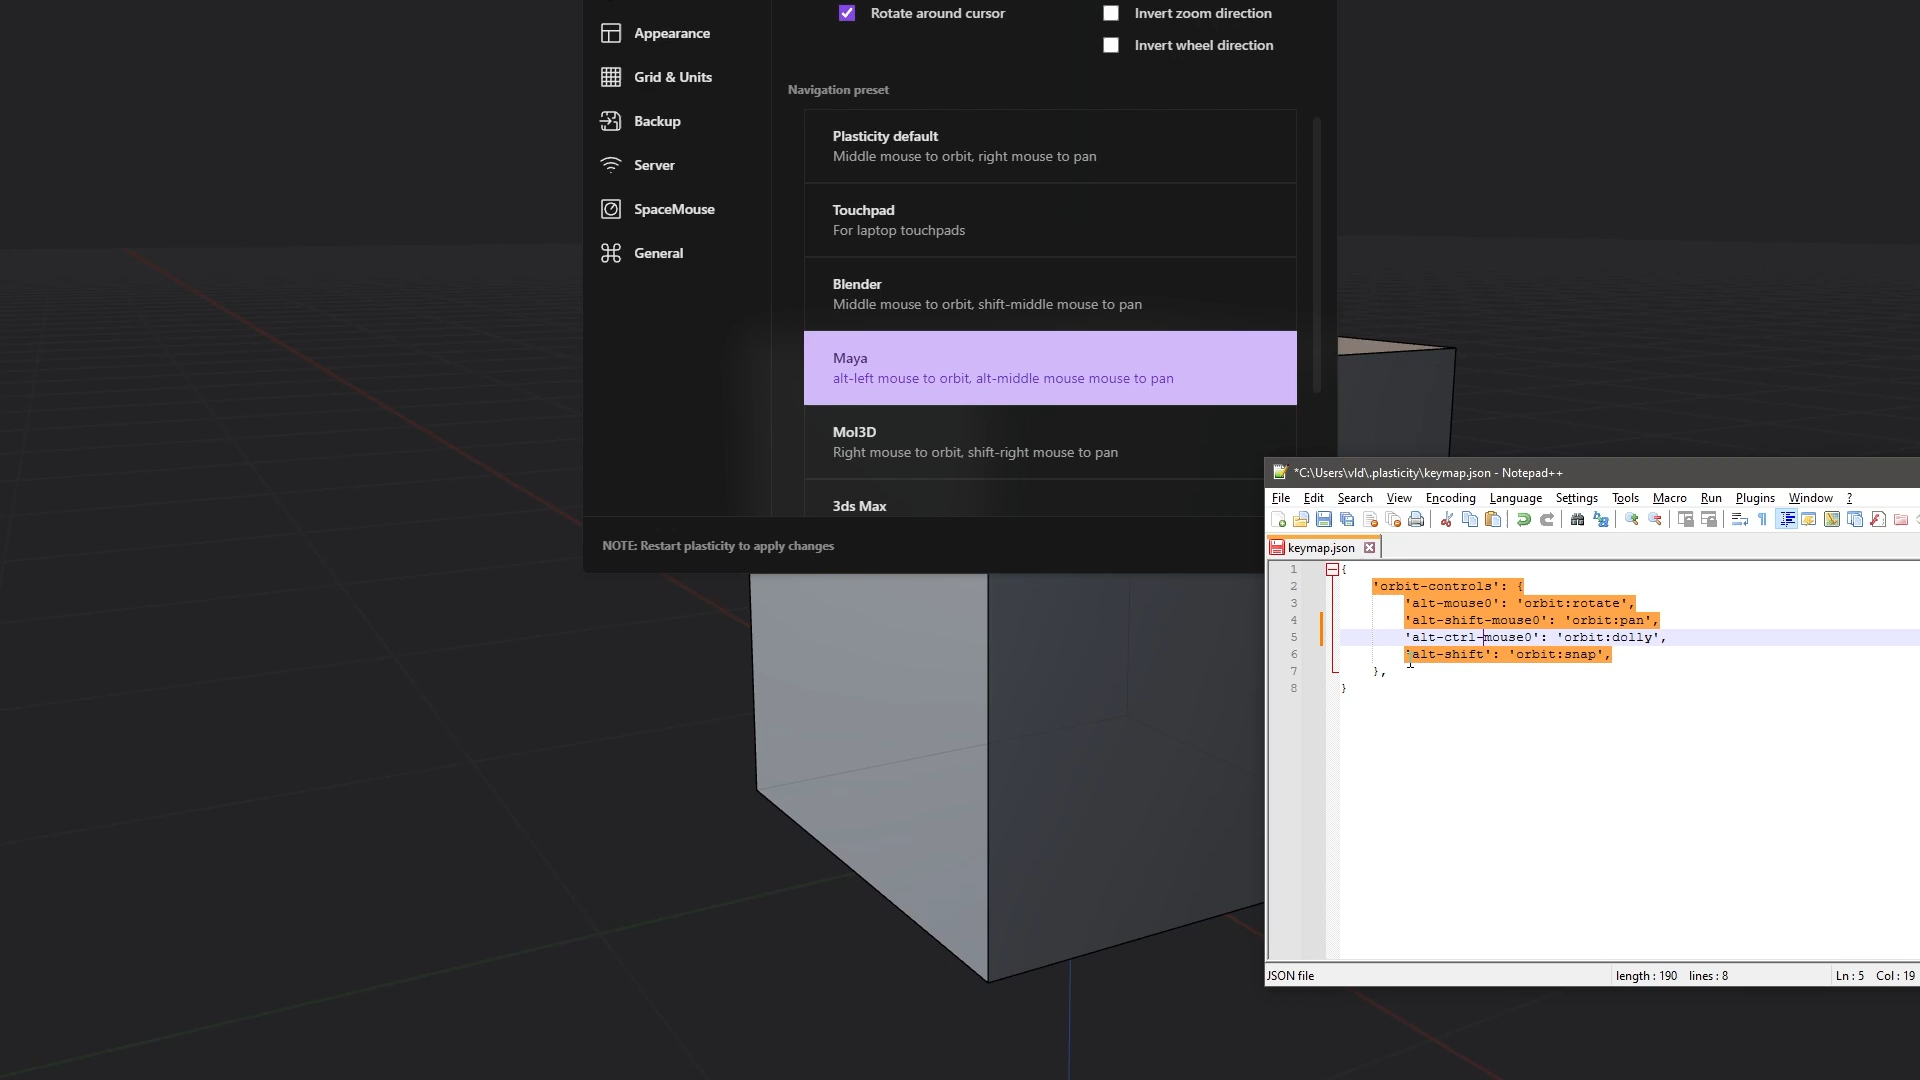 Rotate around cursor
Invert zoom direction
Invert wheel direction
Appearance
Grid & Units
Backup
Server
SpaceMouse
General
Navigation preset
Plasticity default
Middle mouse to orbit, right mouse to pan
Touchpad
For laptop touchpads
Blender
Middle mouse to orbit, shift-middle mouse to pan
Maya
alt-left mouse to orbit, alt-middle mouse mouse to pan
MoI3D
Right mouse to orbit, shift-right mouse to pan
3ds Max
NOTE: Restart plasticity to apply changes
*C:\Users\vld\.plasticity\keymap.json - Notepad++
File Edit Search View Encoding Language Settings Tools Macro Run Plugins Window ?
keymap.json
1 {
2 'orbit-controls': {
3 'alt-mouse0': 'orbit:rotate',
4 'alt-shift-mouse0': 'orbit:pan',
5 'alt-ctrl-mouse0': 'orbit:dolly',
6 'alt-shift': 'orbit:snap',
7 },
8 }
JSON file length : 190 lines : 8 Ln : 5 Col : 19